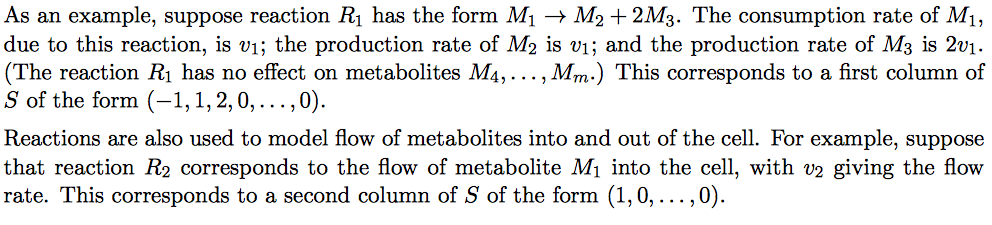 As an example, suppose reaction R₁ has the form M₁ → M₂ + 2M₃. The consumption rate of M₁,
due to this reaction, is v₁; the production rate of M₂ is v₁; and the production rate of M₃ is 2v₁.
(The reaction R₁ has no effect on metabolites M₄, . . . , Mₘ.) This corresponds to a first column of
S of the form (−1, 1, 2, 0, . . . , 0).
Reactions are also used to model flow of metabolites into and out of the cell. For example, suppose
that reaction R₂ corresponds to the flow of metabolite M₁ into the cell, with v₂ giving the flow
rate. This corresponds to a second column of S of the form (1, 0, . . . , 0).